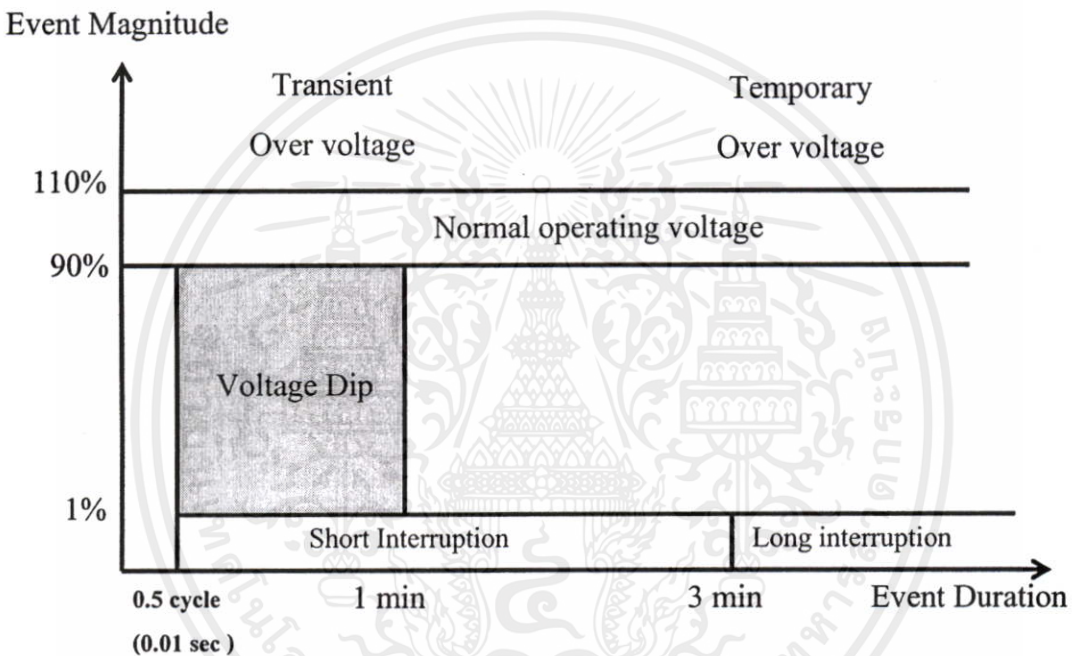 Event Magnitude
Transient
Over voltage
Temporary
Over voltage
110%
Normal operating voltage
90%
Voltage Dip
1%
Short Interruption
Long interruption
0.5 cycle
(0.01 sec )
1 min
3 min
Event Duration